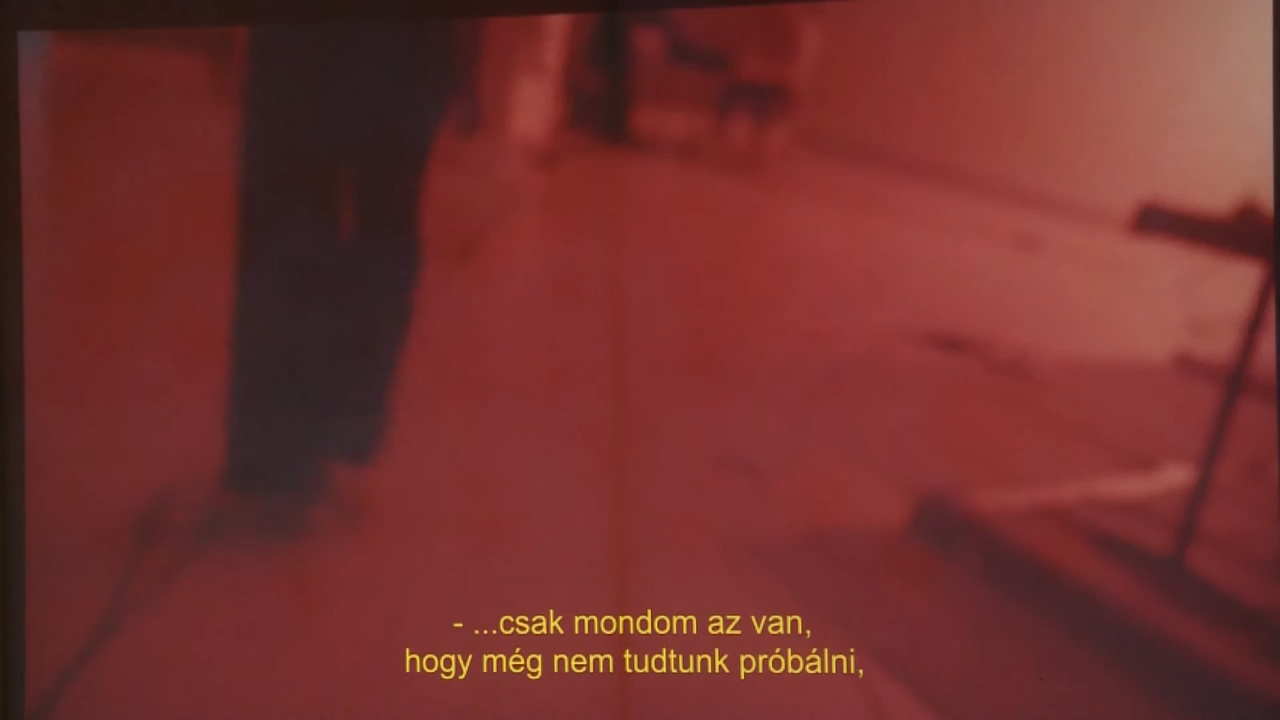 - ...csak mondom az van,
hogy még nem tudtunk próbálni,